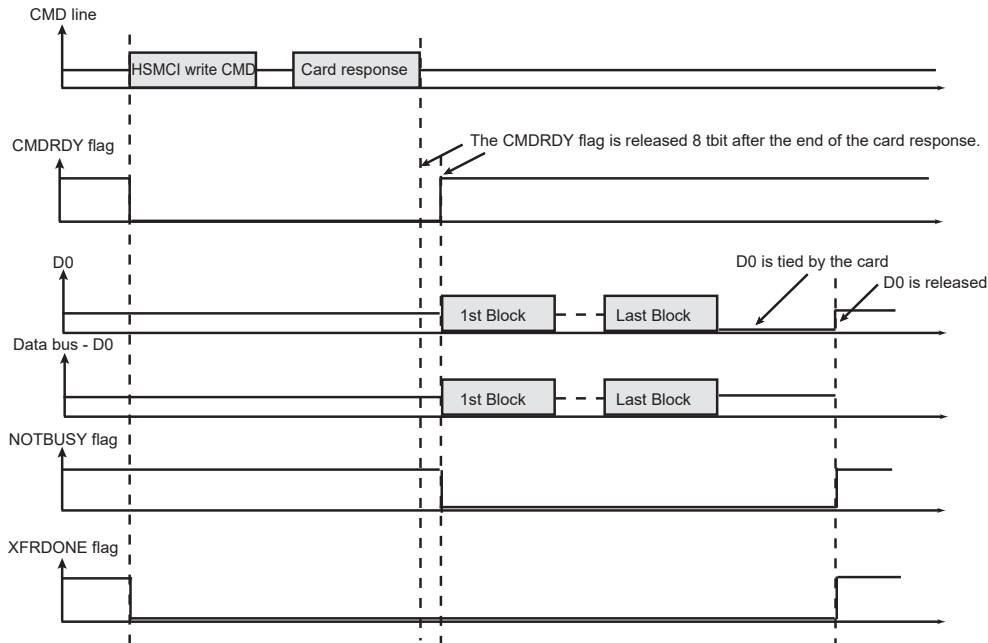 CMD line
HSMCI write CMD
Card response
CMDRDY flag
The CMDRDY flag is released 8 tbit after the end of the card response.
D0
D0 is tied by the card
D0 is released
1st Block
Last Block
Data bus - D0
1st Block
Last Block
NOTBUSY flag
XFRDONE flag